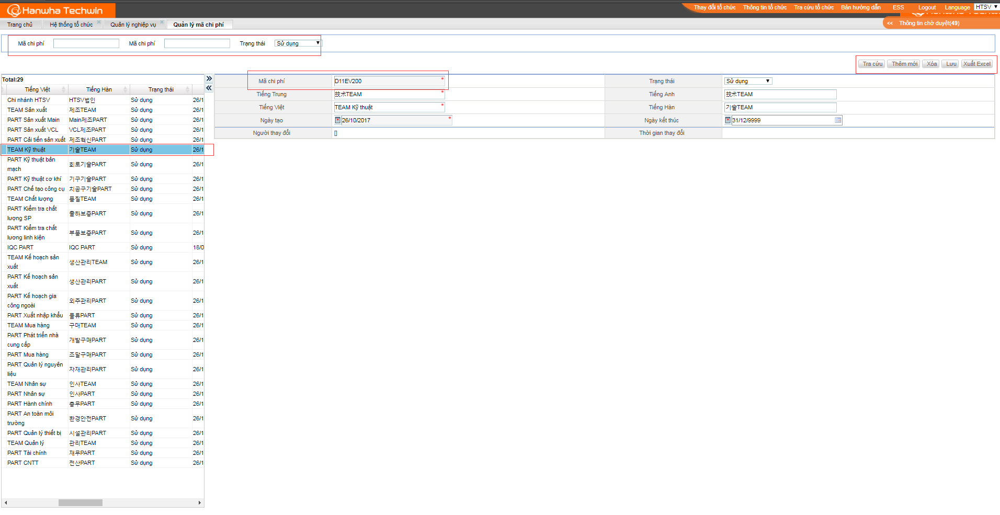 Hanwha Techwin
Thay đổi tổ chức Thông tin tổ chức Tra cứu tổ chức Bản hướng dẫn ESS Logout Language HTSV
Trang chủ Hệ thống tổ chức Quản lý nghiệp vụ Quản lý mã chi phí
<< Thông tin chờ duyệt(49)
Mã chi phí Mã chi phí Trạng thái Sử dụng
Tra cứu Thêm mới Xóa Lưu Xuất Excel
Total:29
Tiếng Việt Tiếng Hàn Trạng thái
Chi nhánh HTSV HTSV법인 Sử dụng 26/1
TEAM Sản xuất 제조TEAM Sử dụng 26/1
PART Sản xuất Main Main제조PART Sử dụng 26/1
PART Sản xuất VCL VCL제조PART Sử dụng 26/1
PART Cải tiến sản xuất 제조혁신PART Sử dụng 26/1
TEAM Kỹ thuật 기술TEAM Sử dụng 26/1
PART Kỹ thuật bản
mạch 회로기술PART Sử dụng 26/1
PART Kỹ thuật cơ khí 기구기술PART Sử dụng 26/1
PART Chế tạo công cụ 치공구기술PART Sử dụng 26/1
TEAM Chất lượng 품질TEAM Sử dụng 26/1
PART Kiểm tra chất
lượng SP 출하보증PART Sử dụng 26/1
PART Kiểm tra chất
lương linh kiện 부품보증PART Sử dụng 26/1
IQC PART IQC PART Sử dụng 18/0
TEAM Kế hoạch sản
xuất 생산관리TEAM Sử dụng 26/1
PART Kế hoạch sản
xuất 생산관리PART Sử dụng 26/1
PART Kế hoạch gia
công ngoài 외주관리PART Sử dụng 26/1
PART Xuất nhập khẩu 물류PART Sử dụng 26/1
TEAM Mua hàng 구매TEAM Sử dụng 26/1
PART Phát triển nhà
cung cấp 개발구매PART Sử dụng 26/1
PART Mua hàng 조달구매PART Sử dụng 26/1
PART Quản lý nguyên
liệu 자재관리PART Sử dụng 26/1
TEAM Nhân sự 인사TEAM Sử dụng 26/1
PART Nhân sự 인사PART Sử dụng 26/1
PART Hành chính 총무PART Sử dụng 26/1
PART An toàn môi
trường 환경안전PART Sử dụng 26/1
PART Quản lý thiết bị 시설관리PART Sử dụng 26/1
TEAM Quản lý 관리TEAM Sử dụng 26/1
PART Tài chính 재무PART Sử dụng 26/1
PART CNTT 전산PART Sử dụng 26/1
Mã chi phí D11EV200 * Trạng thái Sử dụng
Tiếng Trung 技术TEAM * Tiếng Anh 技术TEAM
Tiếng Việt TEAM Kỹ thuật * Tiếng Hàn 기술TEAM
Ngày tạo 26/10/2017 * Ngày kết thúc 31/12/9999
Người thay đổi [] Thời gian thay đổi